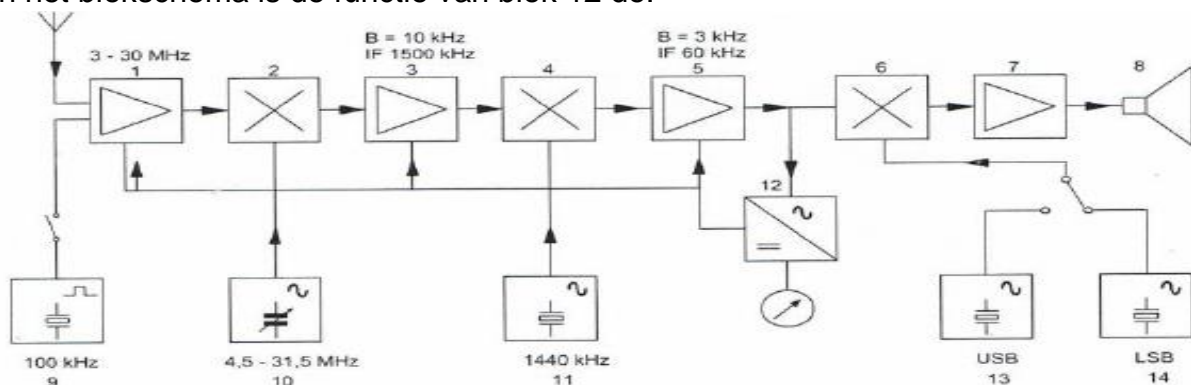 het blokschema is de functie van blok 12 de:
3 - 30 MHz
B = 10 kHz
IF 1500 kHz
B = 3 kHz
IF 60 kHz
1
2
3
4
5
6
7
8
12
100 kHz
4,5 - 31,5 MHz
1440 kHz
USB
LSB
9
10
11
13
14